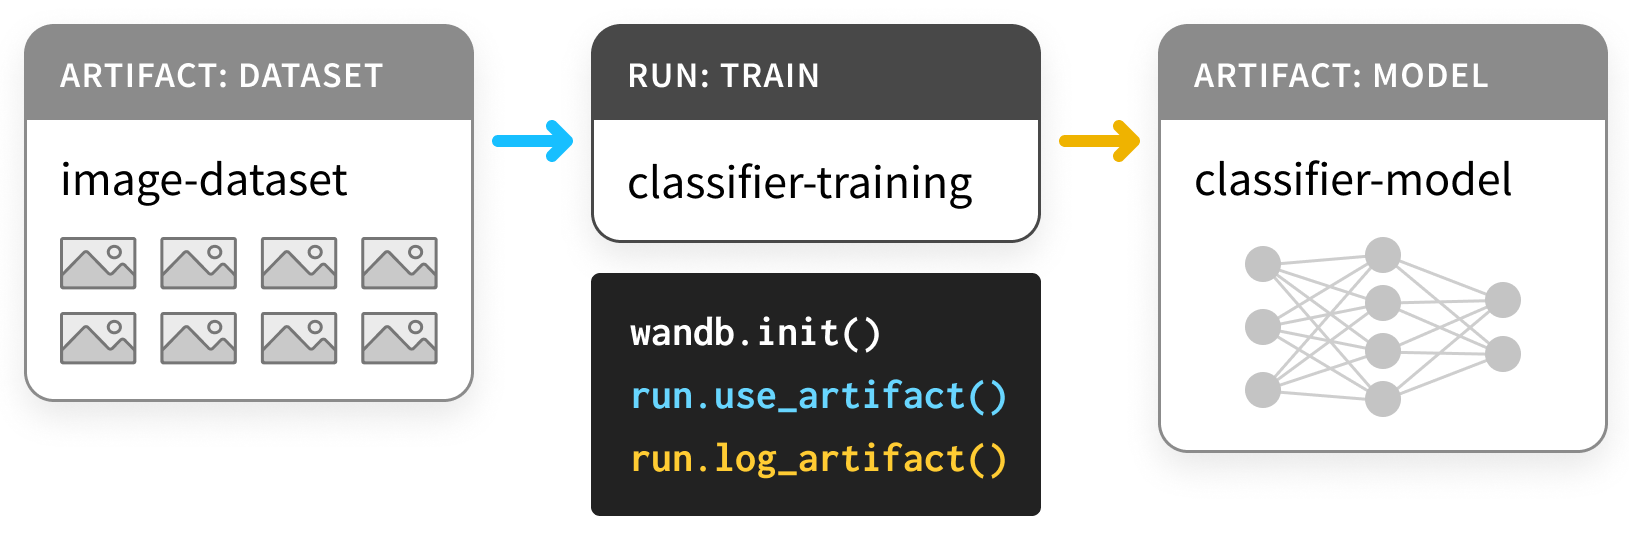 ARTIFACT: DATASET
image-dataset
RUN: TRAIN
classifier-training
wandb.init()
run.use_artifact()
run.log_artifact()
ARTIFACT: MODEL
classifier-model